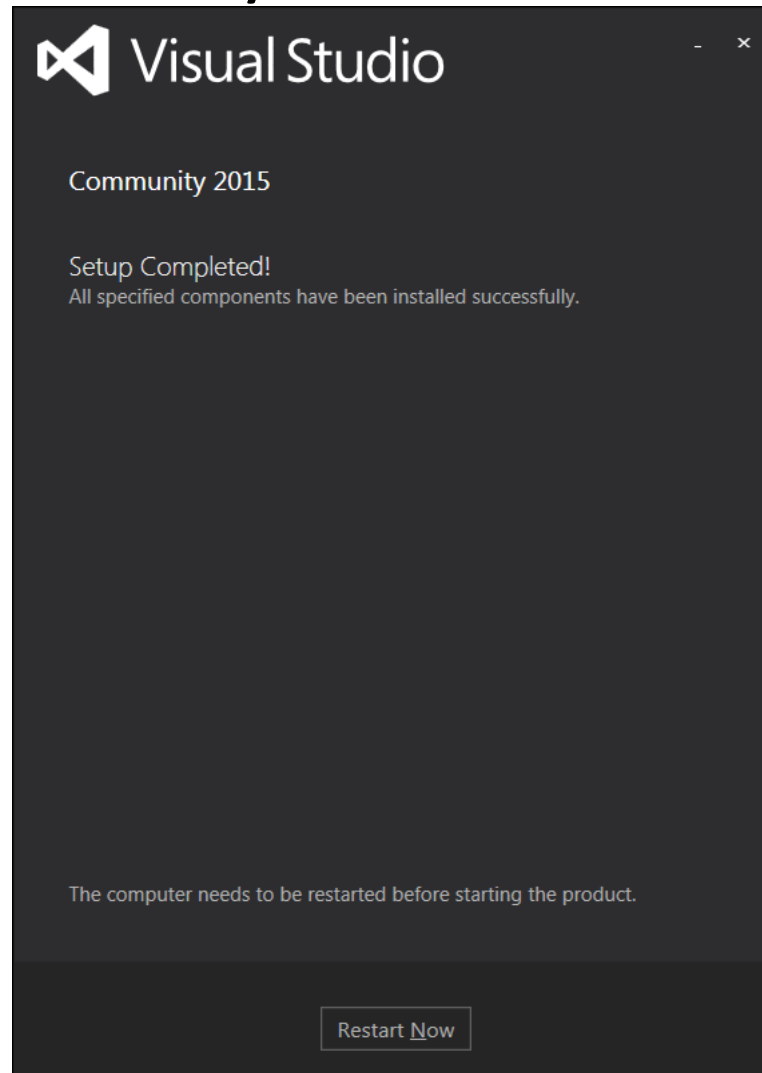 Visual Studio
Community 2015
Setup Completed!
All specified components have been installed successfully.
The computer needs to be restarted before starting the product.
Restart Now